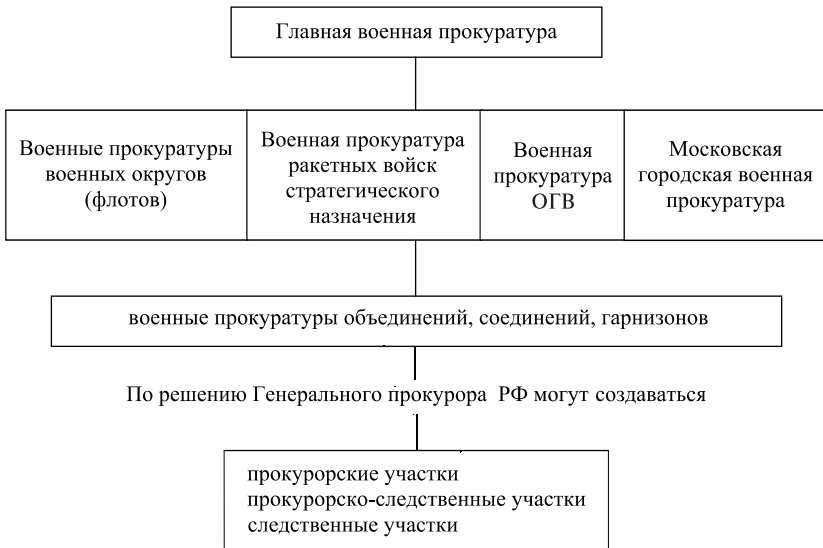 Главная военная прокуратура
Военные прокуратуры
военных округов
(флотов)
Военная прокуратура
ракетных войск
стратегического
назначения
Военная
прокуратура
ОГВ
Московская
городская военная
прокуратура
военные прокуратуры объединений, соединений, гарнизонов
По решению Генерального прокурора РФ могут создаваться
прокурорские участки
прокурорско-следственные участки
следственные участки